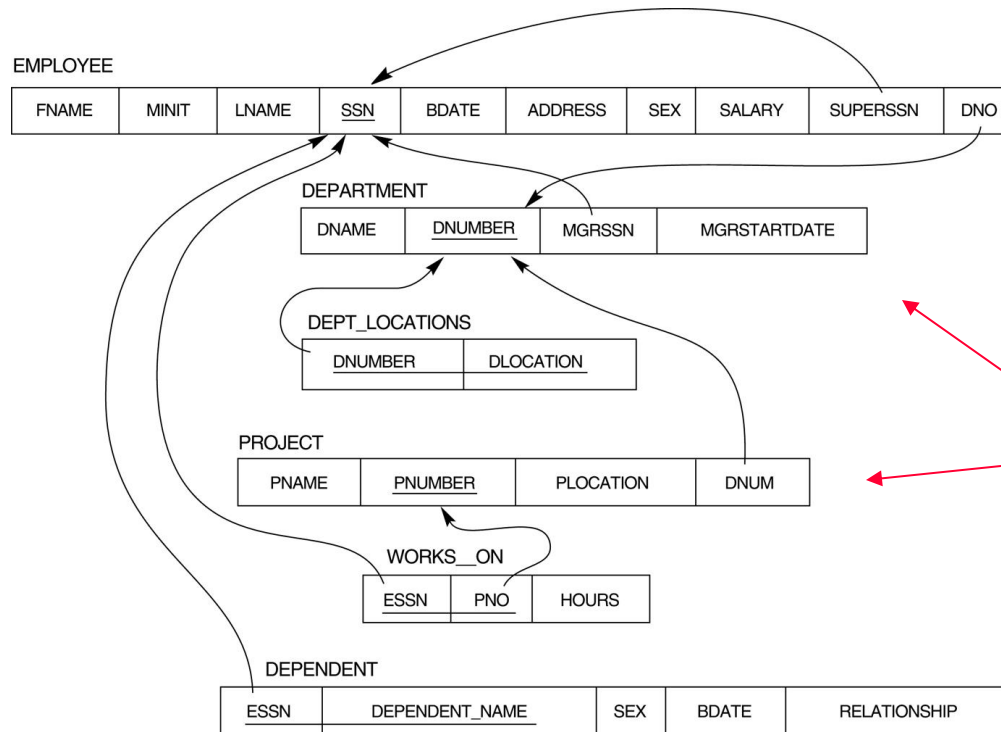 EMPLOYEE
FNAME MINIT LNAME SSN BDATE ADDRESS SEX SALARY SUPERSSN DNO
DEPARTMENT
DNAME DNUMBER MGRSSN MGRSTARTDATE
DEPT_LOCATIONS
DNUMBER DLOCATION
PROJECT
PNAME PNUMBER PLOCATION DNUM
WORKS__ON
ESSN PNO HOURS
DEPENDENT
ESSN DEPENDENT_NAME SEX BDATE RELATIONSHIP